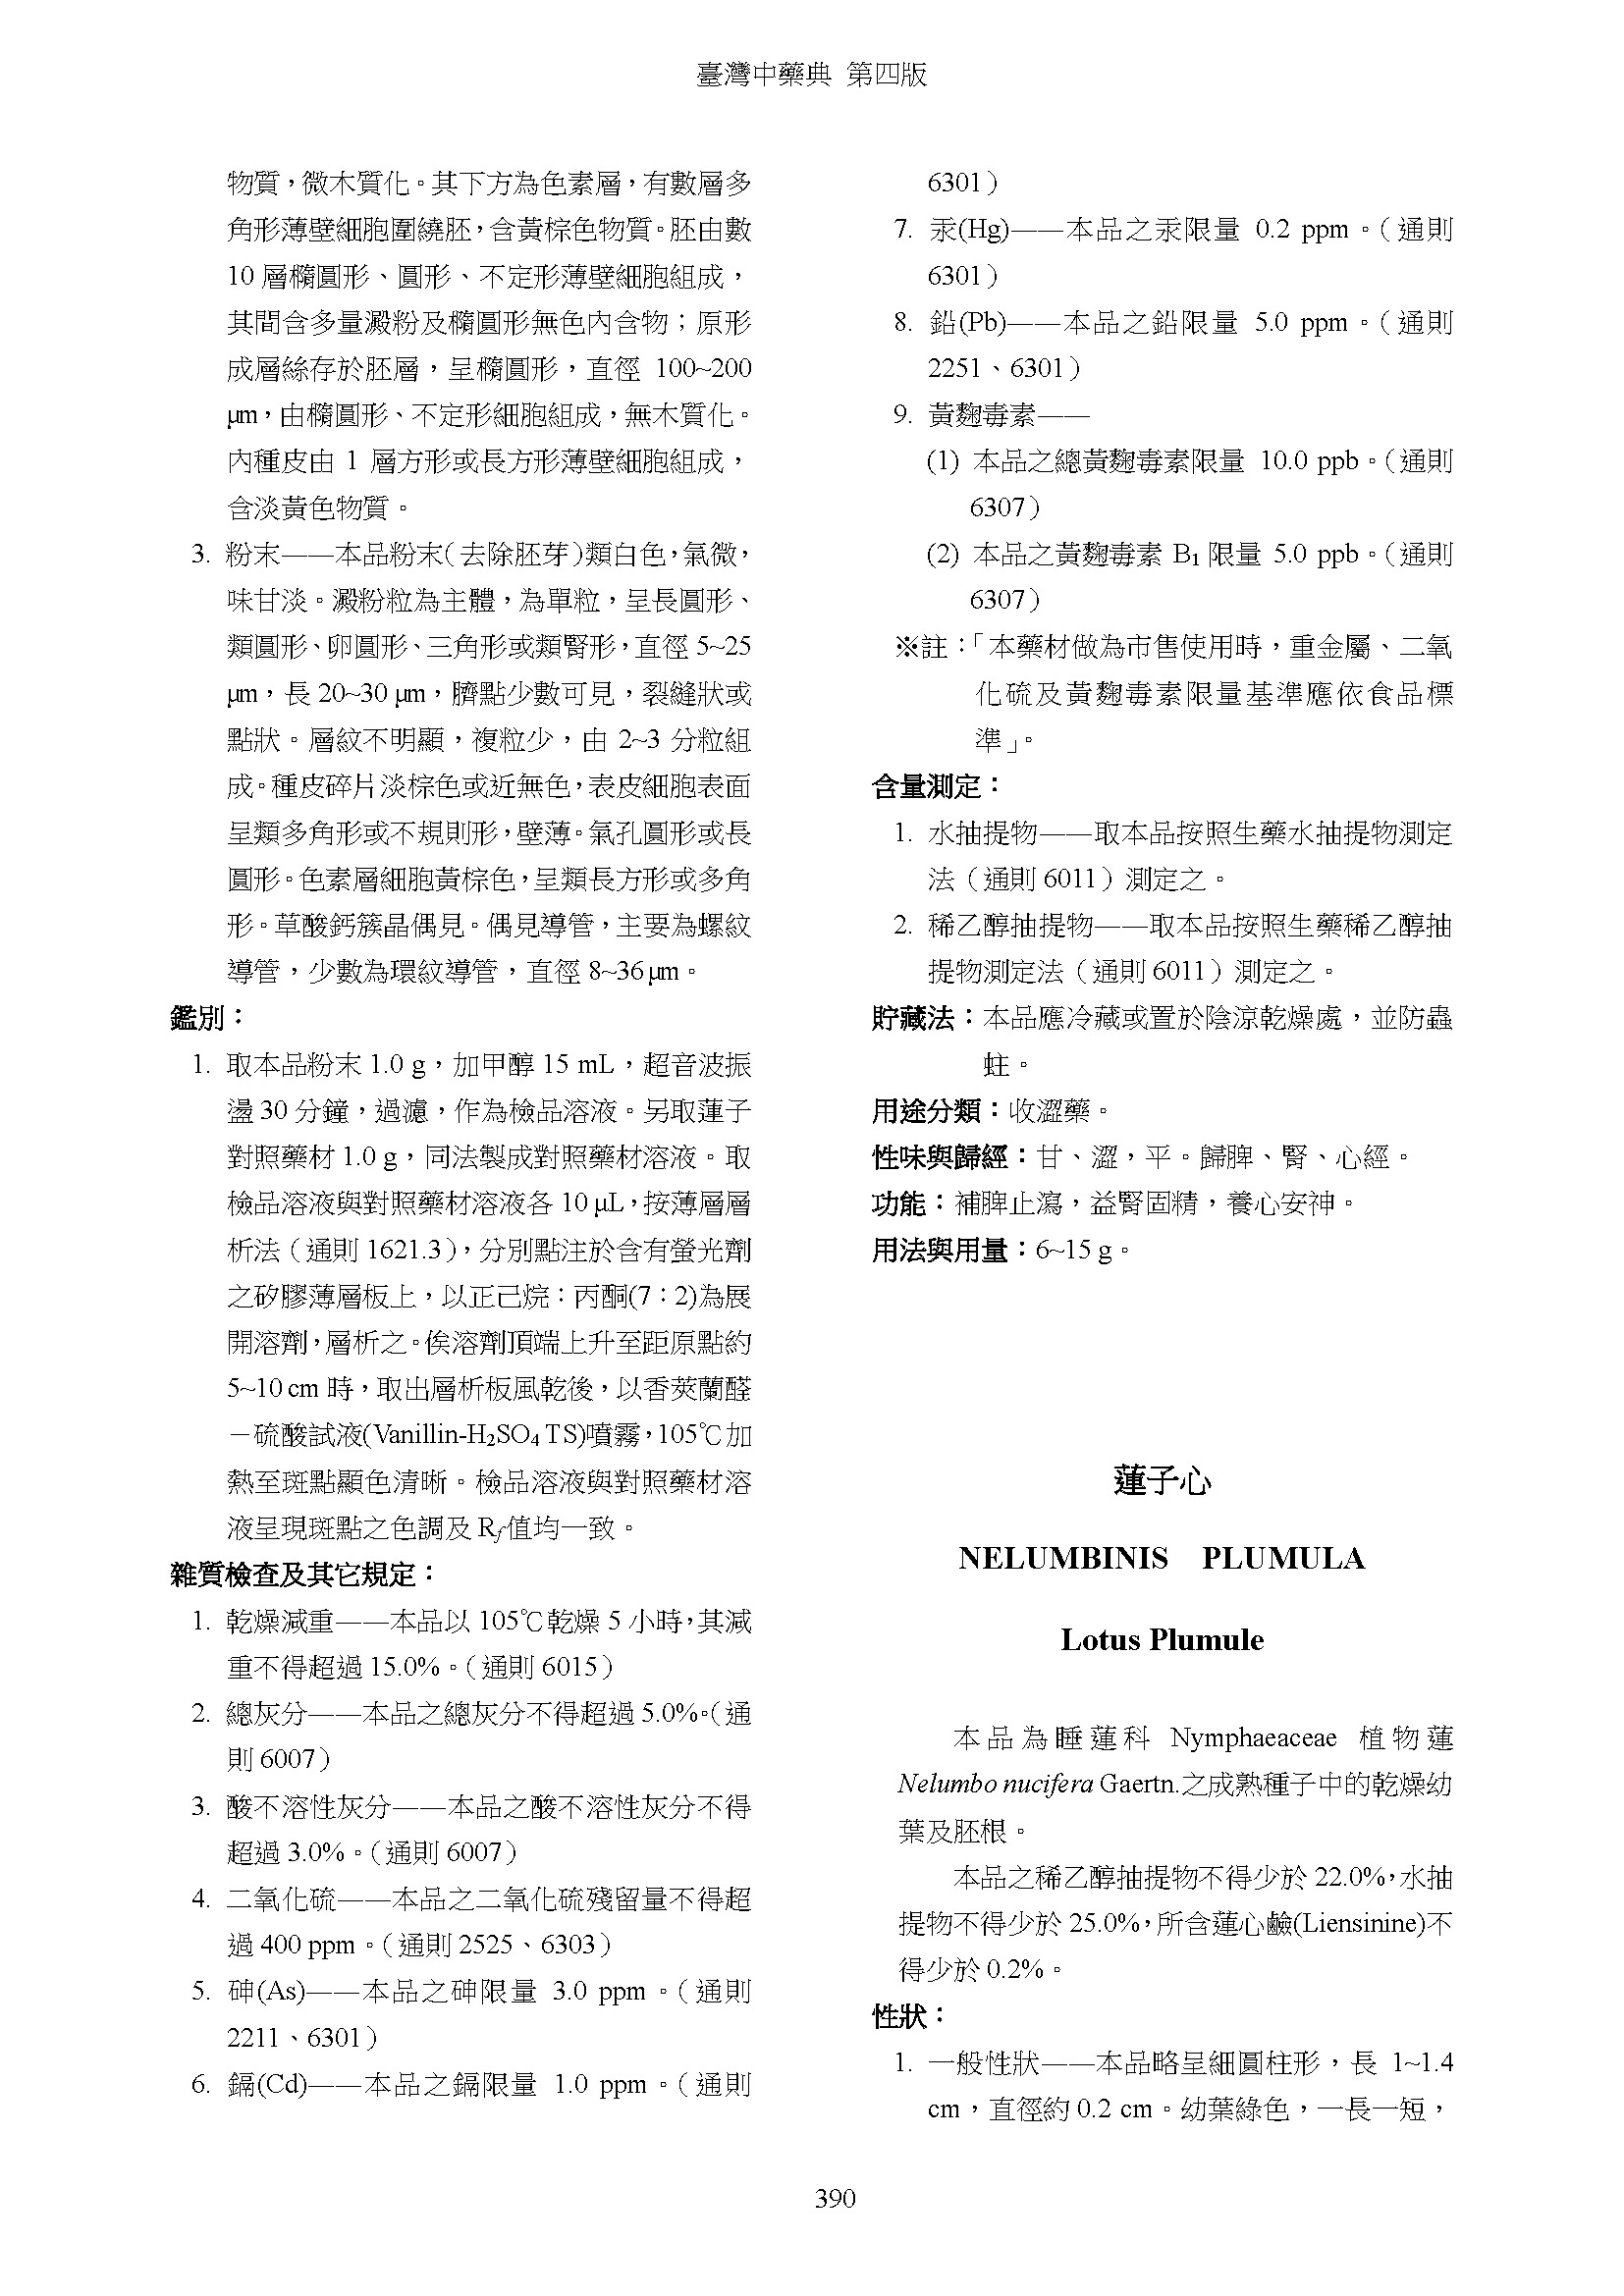 臺灣中藥典 第四版
物質，微木質化。其下方為色素層，有數層多
角形薄壁細胞圍繞胚，含黃棕色物質。胚由數
10 層橢圓形、圓形、不定形薄壁細胞組成，
其間含多量澱粉及橢圓形無色內含物；原形
成層絲存於胚層，呈橢圓形，直徑 100~200
μm，由橢圓形、不定形細胞組成，無木質化。
內種皮由 1 層方形或長方形薄壁細胞組成，
含淡黃色物質。
3. 粉末——本品粉末（去除胚芽）類白色，氣微，
味甘淡。澱粉粒為主體，為單粒，呈長圓形、
類圓形、卵圓形、三角形或類腎形，直徑 5~25
μm，長 20~30 μm，臍點少數可見，裂縫狀或
點狀。層紋不明顯，複粒少，由 2~3 分粒組
成。種皮碎片淡棕色或近無色，表皮細胞表面
呈類多角形或不規則形，壁薄。氣孔圓形或長
圓形。色素層細胞黃棕色，呈類長方形或多角
形。草酸鈣簇晶偶見。偶見導管，主要為螺紋
導管，少數為環紋導管，直徑 8~36 μm。
鑑別：
1. 取本品粉末 1.0 g，加甲醇 15 mL，超音波振
盪 30 分鐘，過濾，作為檢品溶液。另取蓮子
對照藥材 1.0 g，同法製成對照藥材溶液。取
檢品溶液與對照藥材溶液各 10 μL，按薄層層
析法（通則 1621.3），分別點注於含有螢光劑
之矽膠薄層板上，以正己烷：丙酮(7：2)為展
開溶劑，層析之。俟溶劑頂端上升至距原點約
5~10 cm 時，取出層析板風乾後，以香莢蘭醛
－硫酸試液(Vanillin-H₂SO₄ TS)噴霧，105℃加
熱至斑點顯色清晰。檢品溶液與對照藥材溶
液呈現斑點之色調及 Rf值均一致。
雜質檢查及其它規定：
1. 乾燥減重——本品以 105℃乾燥 5 小時，其減
重不得超過 15.0%。（通則 6015）
2. 總灰分——本品之總灰分不得超過 5.0%。（通
則 6007）
3. 酸不溶性灰分——本品之酸不溶性灰分不得
超過 3.0%。（通則 6007）
4. 二氧化硫——本品之二氧化硫殘留量不得超
過 400 ppm。（通則 2525、6303）
5. 砷(As)——本品之砷限量 3.0 ppm。（通則
2211、6301）
6. 鎘(Cd)——本品之鎘限量 1.0 ppm。（通則
6301）
7. 汞(Hg)——本品之汞限量 0.2 ppm。（通則
6301）
8. 鉛(Pb)——本品之鉛限量 5.0 ppm。（通則
2251、6301）
9. 黃麴毒素——
(1) 本品之總黃麴毒素限量 10.0 ppb。（通則
6307）
(2) 本品之黃麴毒素 B₁ 限量 5.0 ppb。（通則
6307）
※註：「本藥材做為市售使用時，重金屬、二氧
化硫及黃麴毒素限量基準應依食品標
準」。
含量測定：
1. 水抽提物——取本品按照生藥水抽提物測定
法（通則 6011）測定之。
2. 稀乙醇抽提物——取本品按照生藥稀乙醇抽
提物測定法（通則 6011）測定之。
貯藏法：本品應冷藏或置於陰涼乾燥處，並防蟲
蛀。
用途分類：收澀藥。
性味與歸經：甘、澀，平。歸脾、腎、心經。
功能：補脾止瀉，益腎固精，養心安神。
用法與用量：6~15 g。
蓮子心
NELUMBINIS PLUMULA
Lotus Plumule
本品為睡蓮科 Nymphaeaceae 植物蓮
Nelumbo nucifera Gaertn.之成熟種子中的乾燥幼
葉及胚根。
本品之稀乙醇抽提物不得少於 22.0%，水抽
提物不得少於 25.0%，所含蓮心鹼(Liensinine)不
得少於 0.2%。
性狀：
1. 一般性狀——本品略呈細圓柱形，長 1~1.4
cm，直徑約 0.2 cm。幼葉綠色，一長一短，
390